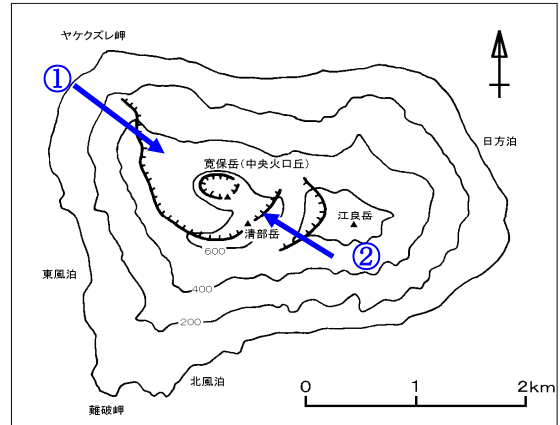 ヤケクズレ岬
①
日方泊
寛保岳(中央火口丘)
江良岳
清部岳
②
600
東風泊
400
200
北風泊
難破岬
0 1 2km